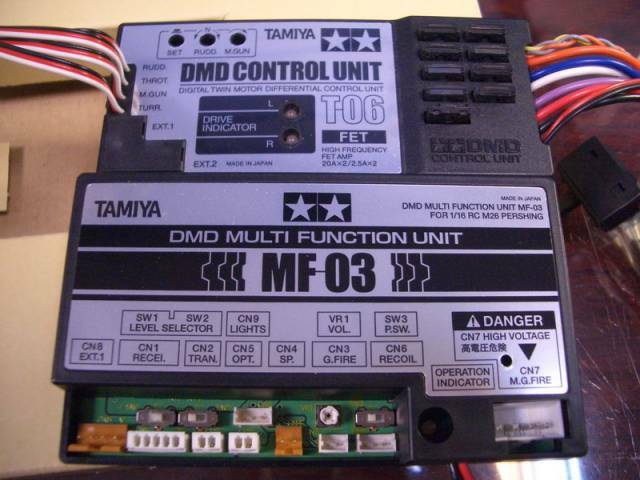 SET RUDD. M.GUN
N
TAMIYA
RUDD.
THROT.
M.GUN
TURR.
EXT.1
EXT.2
DMD CONTROL UNIT
DIGITAL TWIN MOTOR DIFFERENTIAL CONTROL UNIT
DRIVE
INDICATOR
L
R
T06
FET
HIGH FREQUENCY
FET AMP
20A×2/2.5A×2
MADE IN JAPAN
DMD
CONTROL UNIT
TAMIYA
MADE IN JAPAN
DMD MULTI FUNCTION UNIT MF-03
FOR 1/16 RC M26 PERSHING
DMD MULTI FUNCTION UNIT
MF-03
SW1 SW2
LEVEL SELECTOR
CN9
LIGHTS
VR1
VOL.
SW3
P.SW.
CN8
EXT.1
CN1
RECEI.
CN2
TRAN.
CN5
OPT.
CN4
SP.
CN3
G.FIRE
CN6
RECOIL
DANGER
CN7 HIGH VOLTAGE
高電圧危険
OPERATION
INDICATOR
CN7
M.G.FIRE